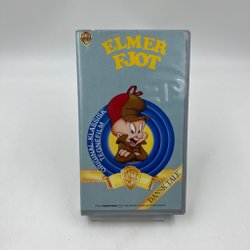 ELMER
FJOT
ORIGINAL KLASSISK
TEGNEFILM
DANSK TALE